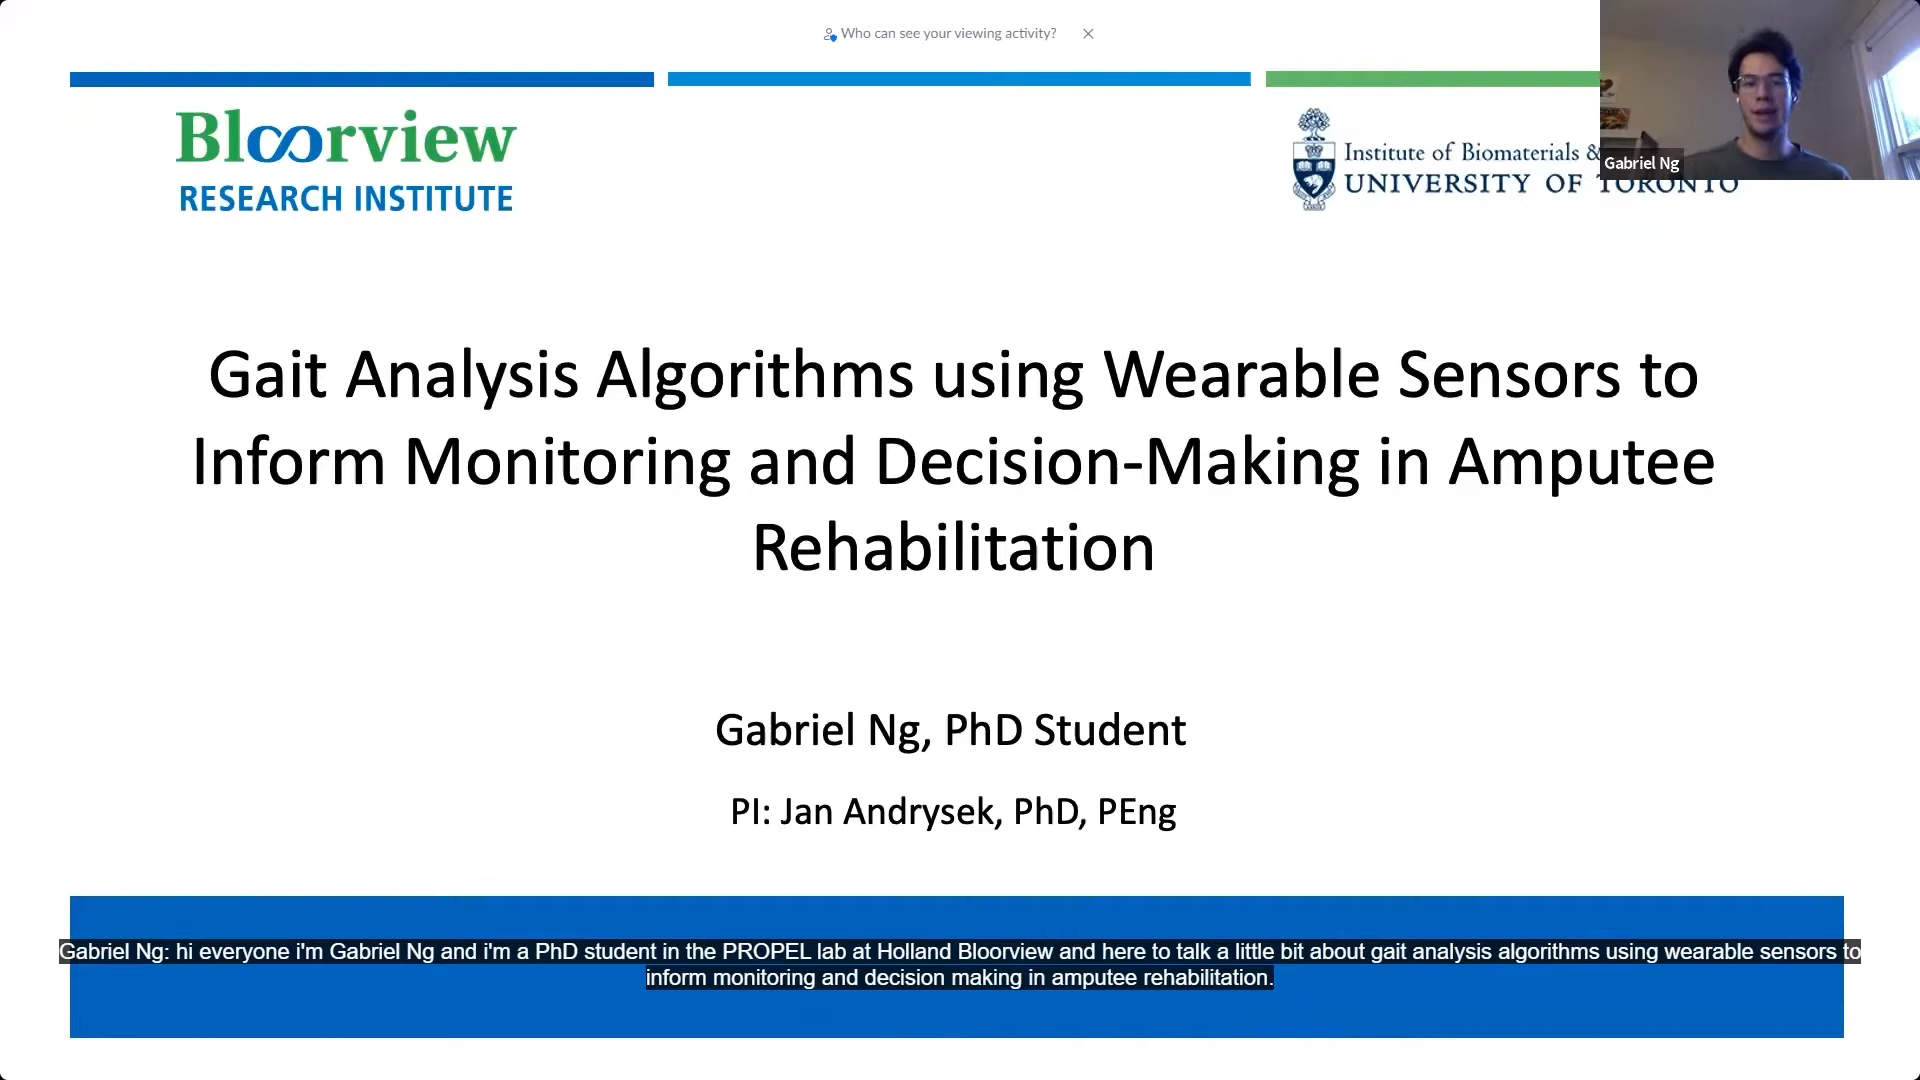 Who can see your viewing activity?
Bloorview
RESEARCH INSTITUTE
Institute of Biomaterials &
UNIVERSITY OF TORONTO
Gabriel Ng
Gait Analysis Algorithms using Wearable Sensors to
Inform Monitoring and Decision-Making in Amputee
Rehabilitation
Gabriel Ng, PhD Student
PI: Jan Andrysek, PhD, PEng
Gabriel Ng: hi everyone i'm Gabriel Ng and i'm a PhD student in the PROPEL lab at Holland Bloorview and here to talk a little bit about gait analysis algorithms using wearable sensors to
inform monitoring and decision making in amputee rehabilitation.